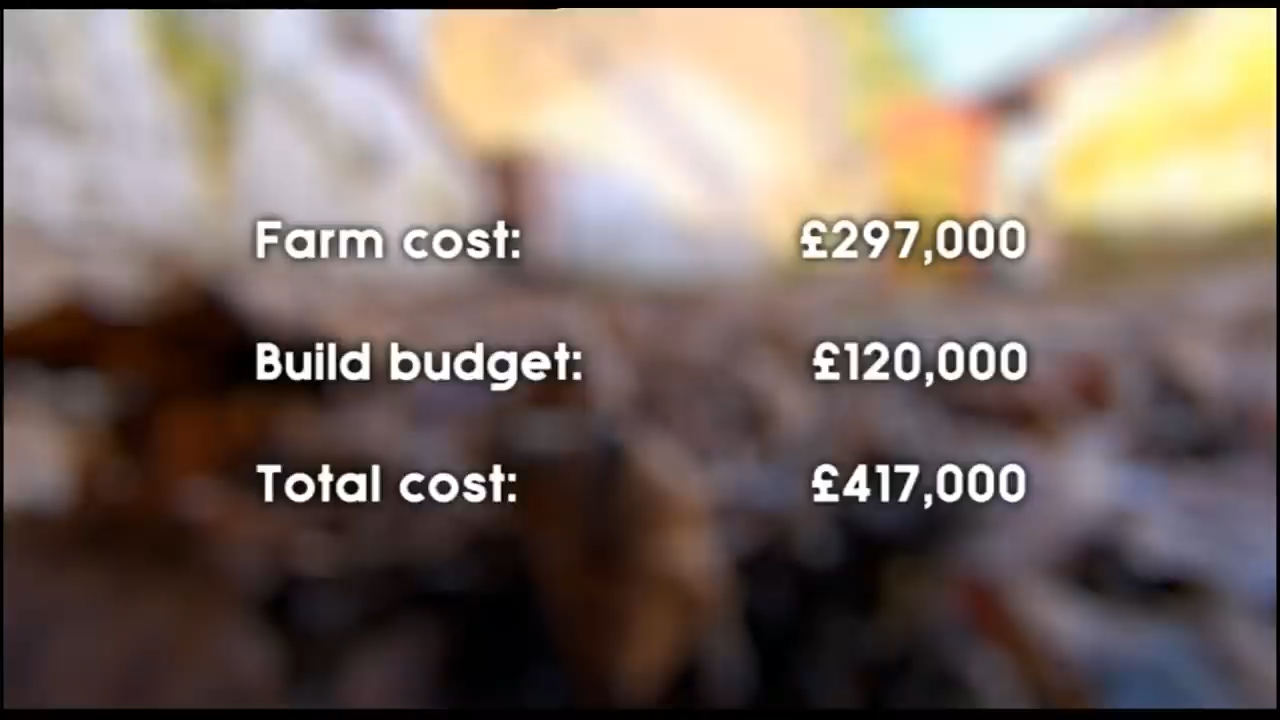 Farm cost: £297,000
Build budget: £120,000
Total cost: £417,000